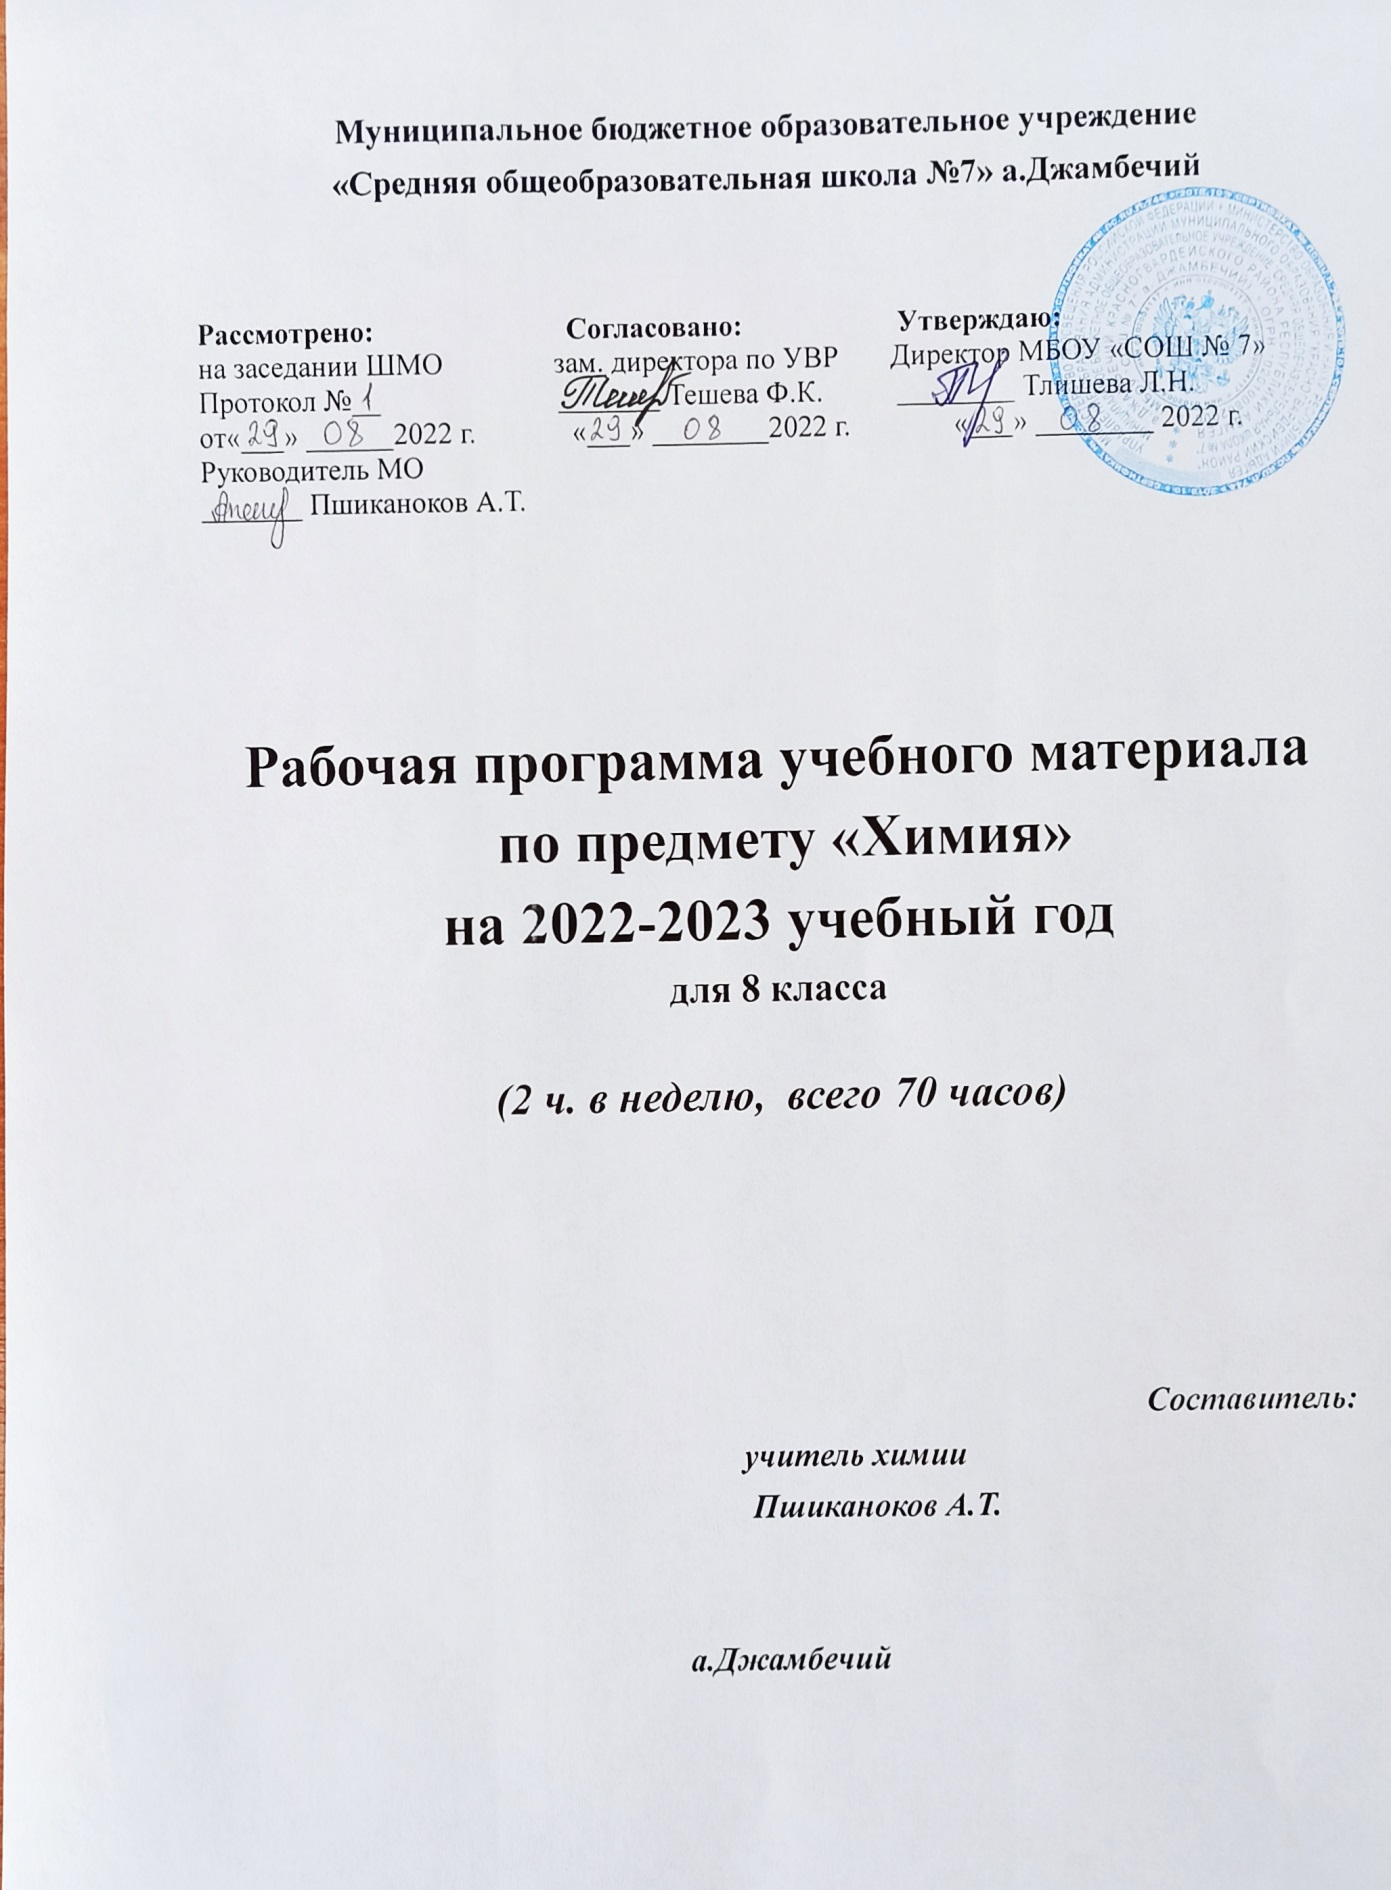 Муниципальное бюджетное образовательное учреждение
«Средняя общеобразовательная школа №7» а.Джамбечий
Рассмотрено:
на заседании ШМО
Протокол № 1
от« 29 » 08 2022 г.
Руководитель МО
Пшиканоков А.Т.
Согласовано:
зам. директора по УВР
Тешева Ф.К.
« 29 » 08 2022 г.
Утверждаю:
Директор МБОУ «СОШ № 7»
Тлишева Л.Н.
« 29 » 08 2022 г.
Рабочая программа учебного материала
по предмету «Химия»
на 2022-2023 учебный год
для 8 класса
(2 ч. в неделю, всего 70 часов)
Составитель:
учитель химии
Пшиканоков А.Т.
а.Джамбечий